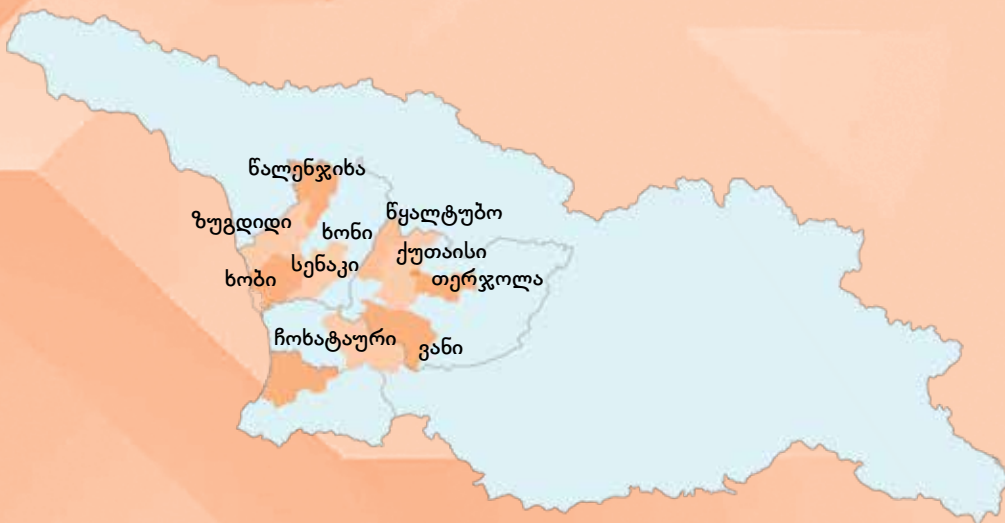 წალენჯიხა
წყალტუბო
ზუგდიდი
ხონი
ქუთაისი
სენაკი
ხობი
თერჯოლა
ჩოხატაური
ვანი